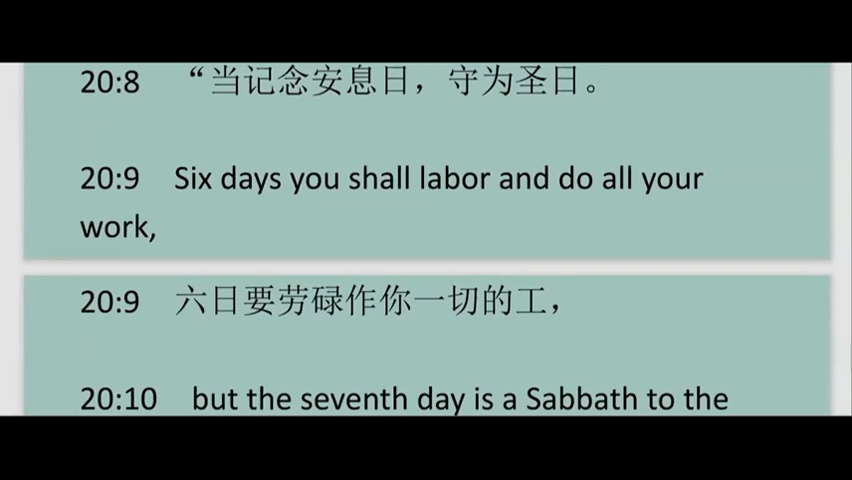 20:8 “当记念安息日，守为圣日。
20:9 Six days you shall labor and do all your
work,
20:9 六日要劳碌作你一切的工，
20:10 but the seventh day is a Sabbath to the